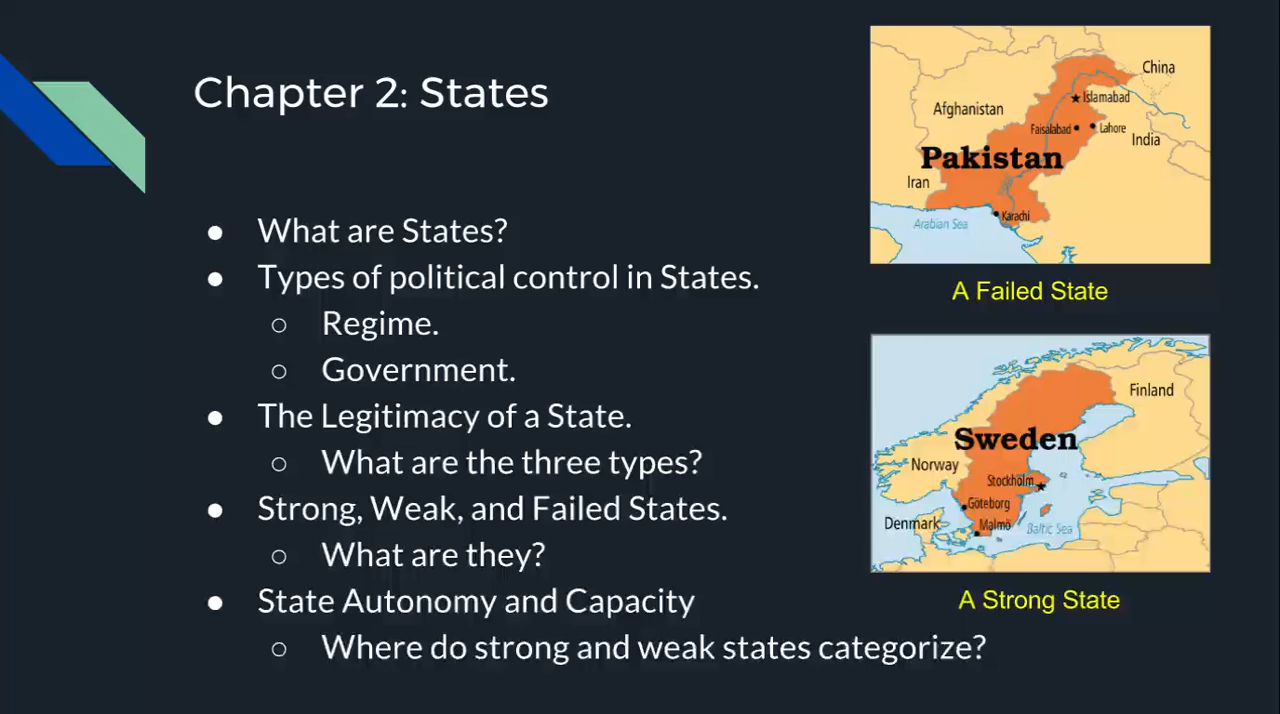 Chapter 2: States
● What are States?
● Types of political control in States.
○ Regime.
○ Government.
● The Legitimacy of a State.
○ What are the three types?
● Strong, Weak, and Failed States.
○ What are they?
● State Autonomy and Capacity
○ Where do strong and weak states categorize?
China
Islamabad
Afghanistan
Faisalabad
Lahore
India
Pakistan
Iran
Karachi
Arabian Sea
A Failed State
Finland
Sweden
Norway
Stockholm
Göteborg
Denmark
Malmö
Baltic Sea
A Strong State